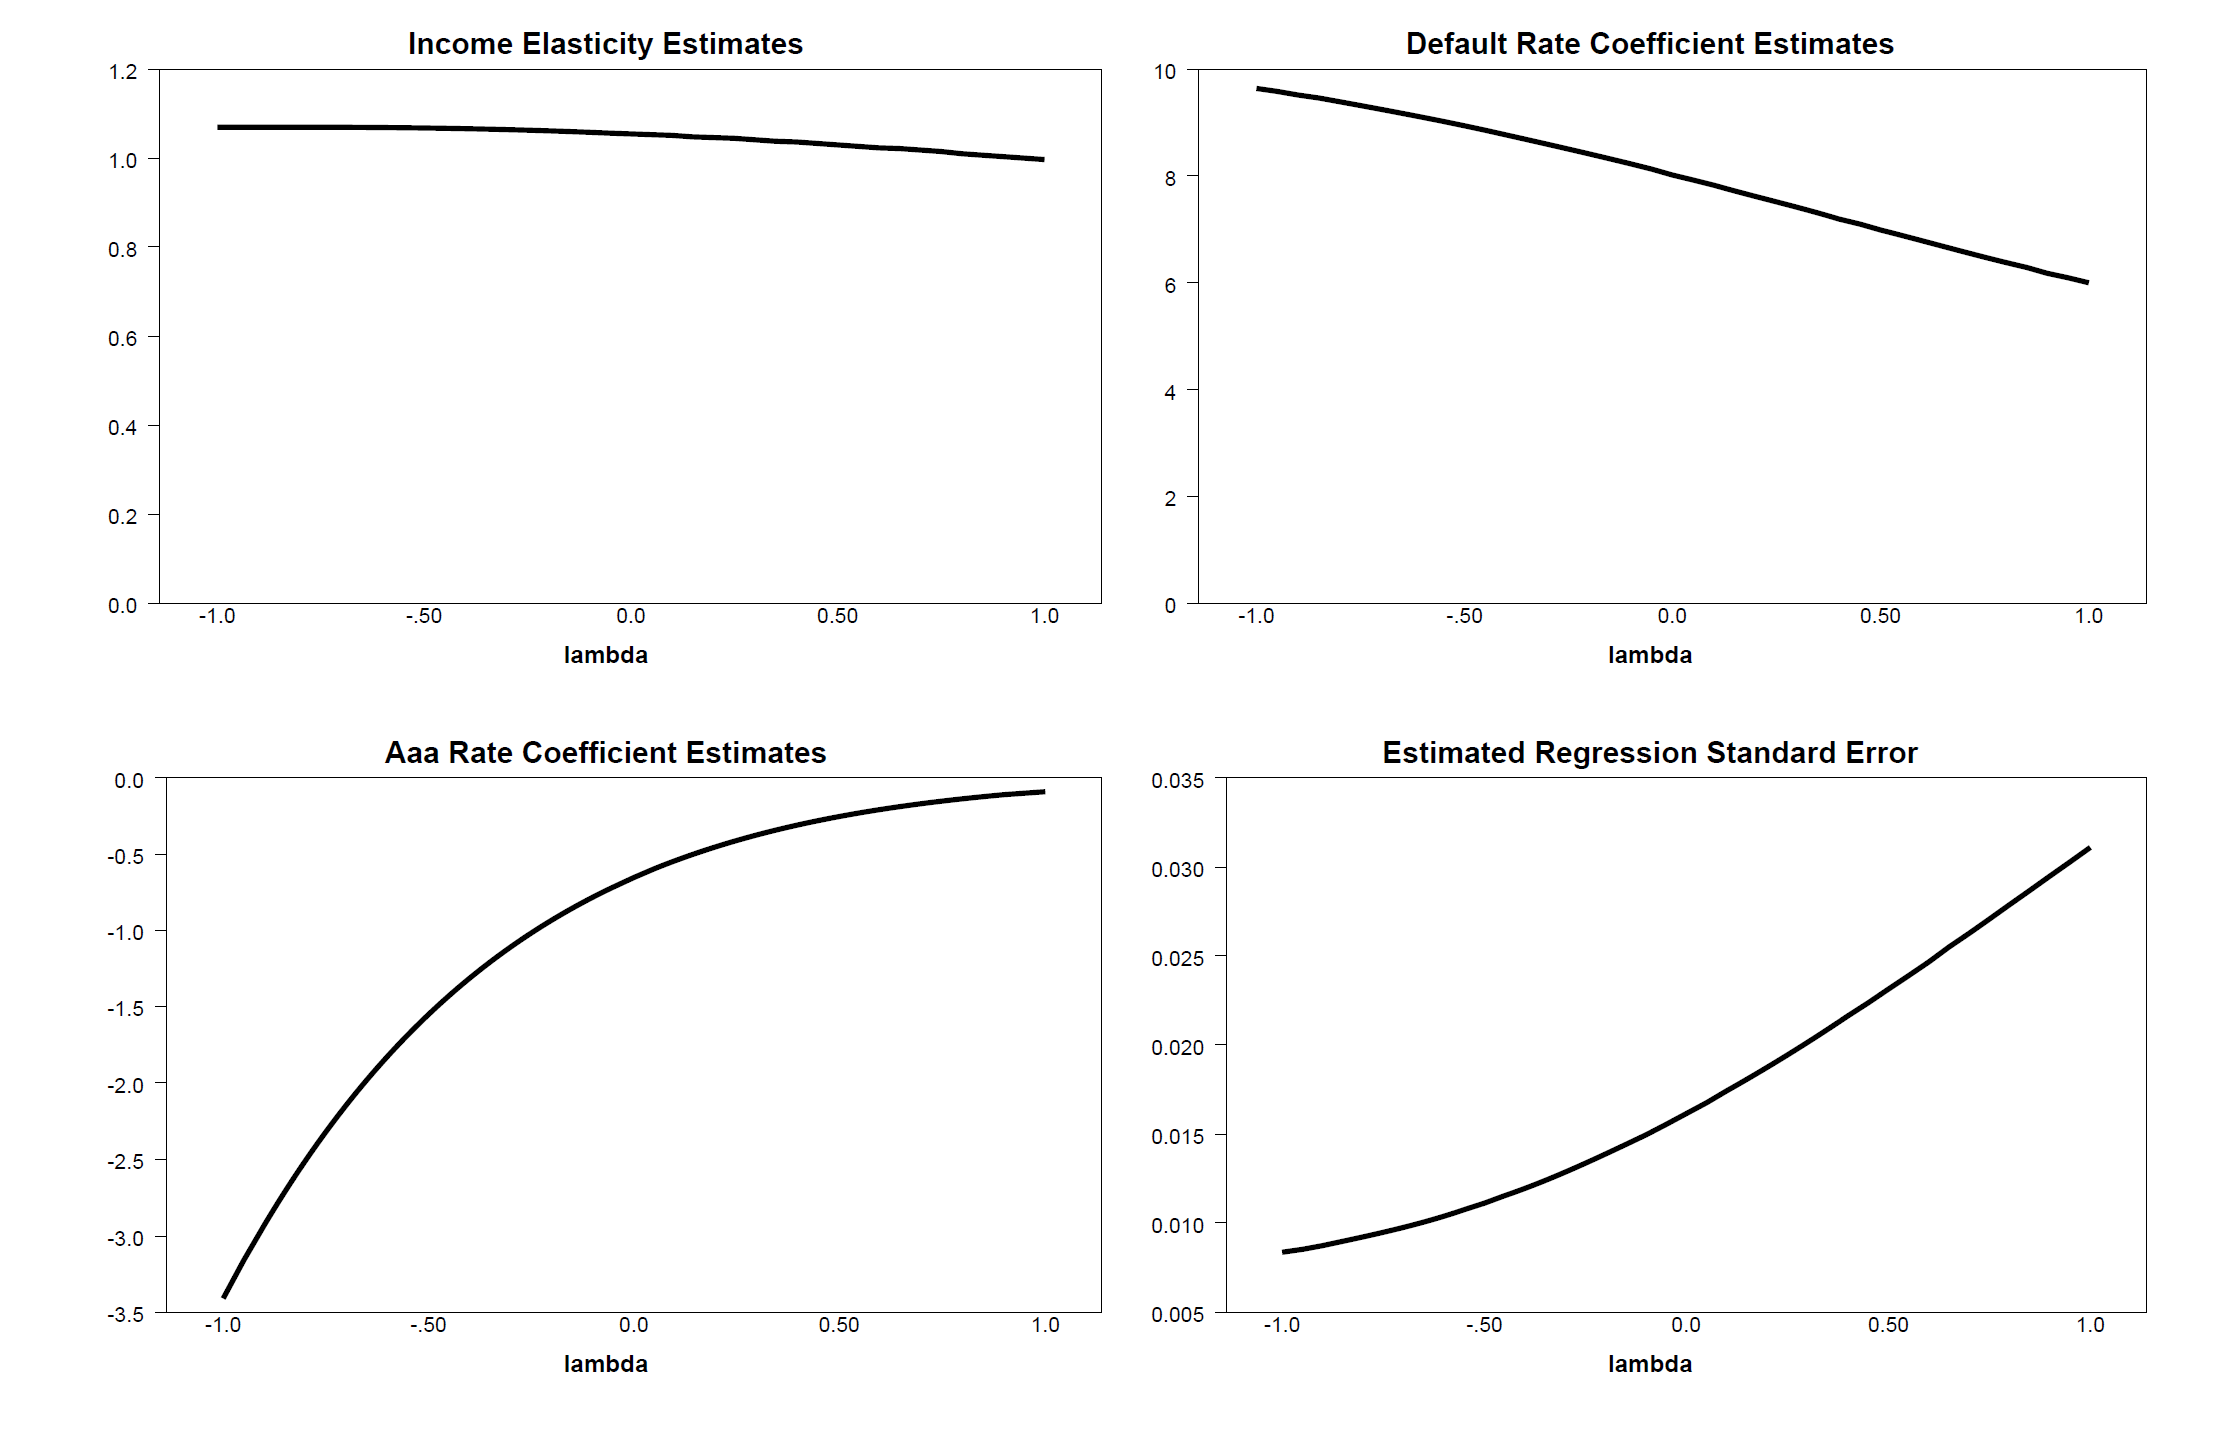 Income Elasticity Estimates
1.2
1.0
0.8
0.6
0.4
0.2
0.0
-1.0 -.50 0.0 0.50 1.0
lambda
Default Rate Coefficient Estimates
10
8
6
4
2
0
-1.0 -.50 0.0 0.50 1.0
lambda
Aaa Rate Coefficient Estimates
0.0
-0.5
-1.0
-1.5
-2.0
-2.5
-3.0
-3.5
-1.0 -.50 0.0 0.50 1.0
lambda
Estimated Regression Standard Error
0.035
0.030
0.025
0.020
0.015
0.010
0.005
-1.0 -.50 0.0 0.50 1.0
lambda